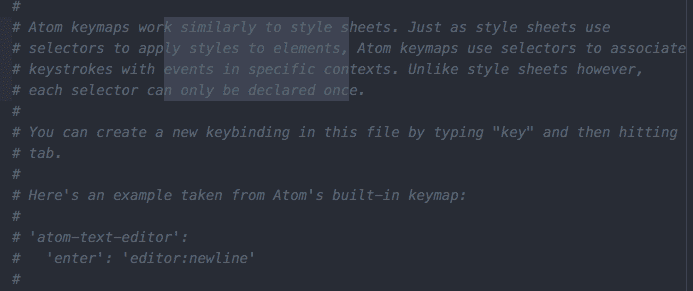 #
# Atom keymaps work similarly to style sheets. Just as style sheets use
# selectors to apply styles to elements, Atom keymaps use selectors to associate
# keystrokes with events in specific contexts. Unlike style sheets however,
# each selector can only be declared once.
#
# You can create a new keybinding in this file by typing "key" and then hitting
# tab.
#
# Here's an example taken from Atom's built-in keymap:
#
# 'atom-text-editor':
#   'enter': 'editor:newline'
#